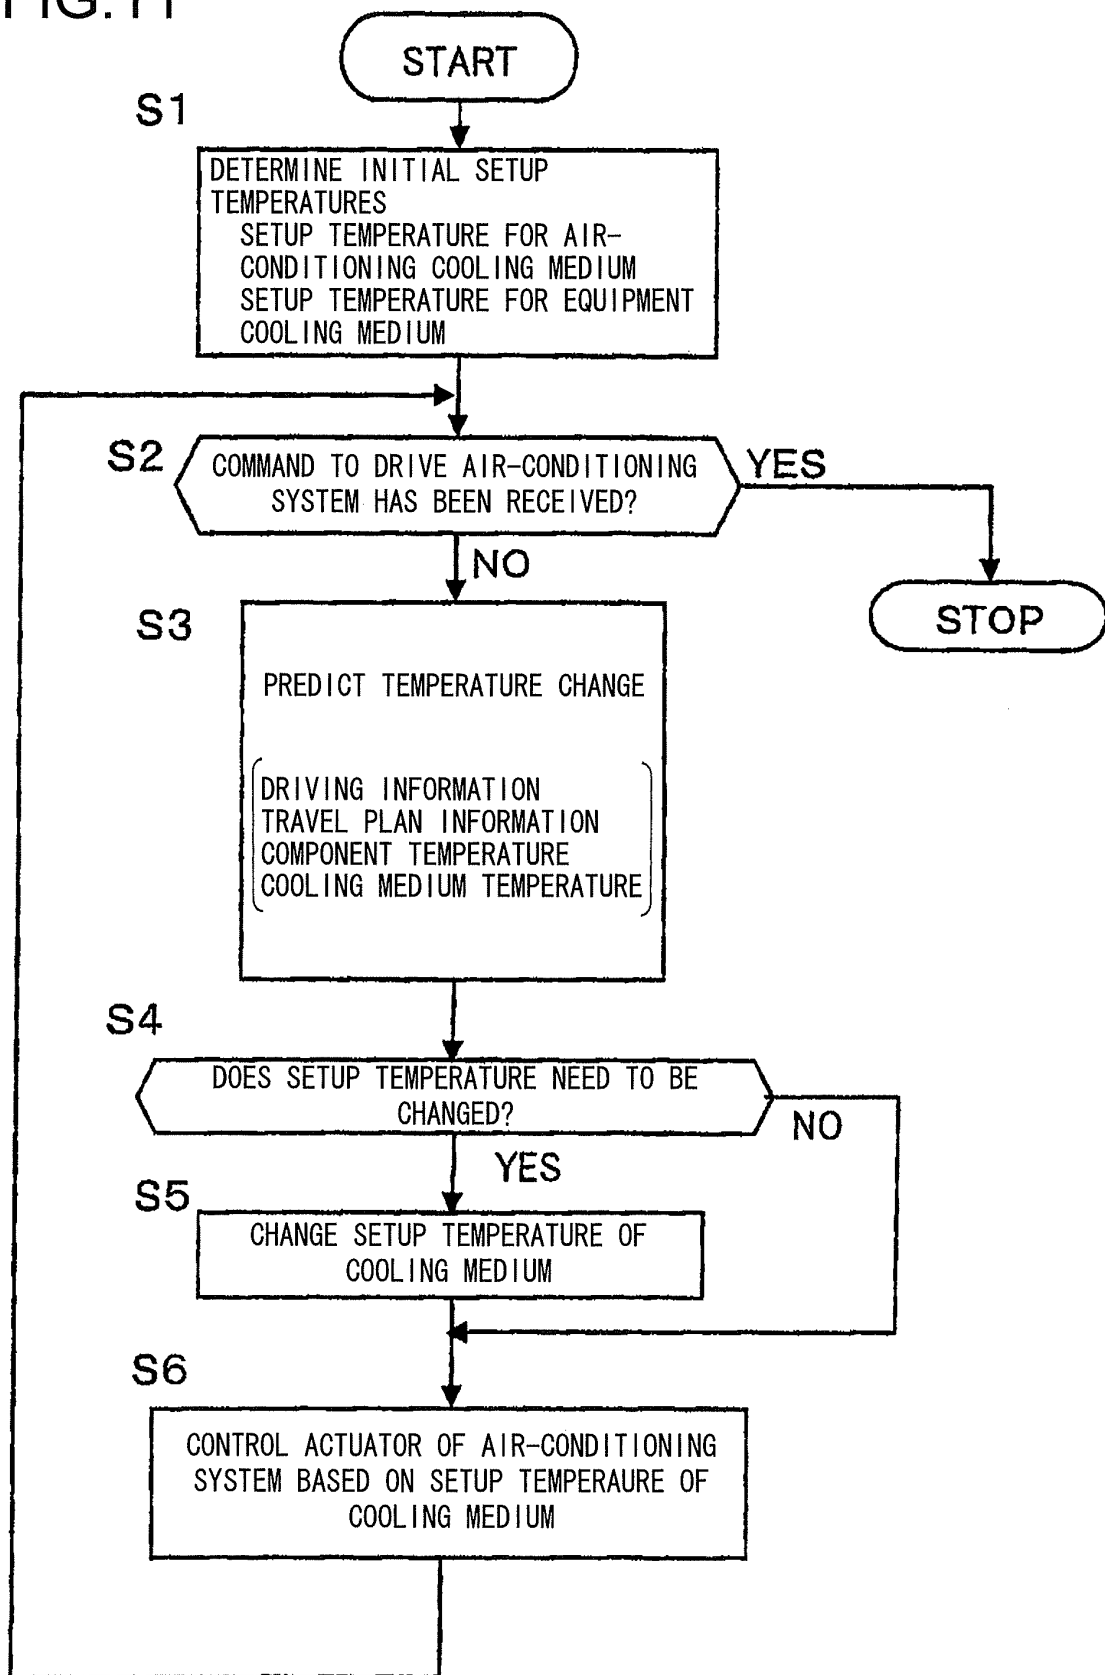 FIG. 11
START
S1
DETERMINE INITIAL SETUP
TEMPERATURES
SETUP TEMPERATURE FOR AIR-
CONDITIONING COOLING MEDIUM
SETUP TEMPERATURE FOR EQUIPMENT
COOLING MEDIUM
S2
COMMAND TO DRIVE AIR-CONDITIONING
SYSTEM HAS BEEN RECEIVED?
YES
NO
STOP
S3
PREDICT TEMPERATURE CHANGE
DRIVING INFORMATION
TRAVEL PLAN INFORMATION
COMPONENT TEMPERATURE
COOLING MEDIUM TEMPERATURE
S4
DOES SETUP TEMPERATURE NEED TO BE
CHANGED?
NO
YES
S5
CHANGE SETUP TEMPERATURE OF
COOLING MEDIUM
S6
CONTROL ACTUATOR OF AIR-CONDITIONING
SYSTEM BASED ON SETUP TEMPERAURE OF
COOLING MEDIUM